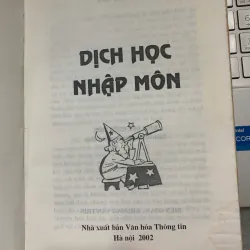 DỊCH HỌC
NHẬP MÔN
Nhà xuất bản Văn hóa Thông tin
Hà nội 2002